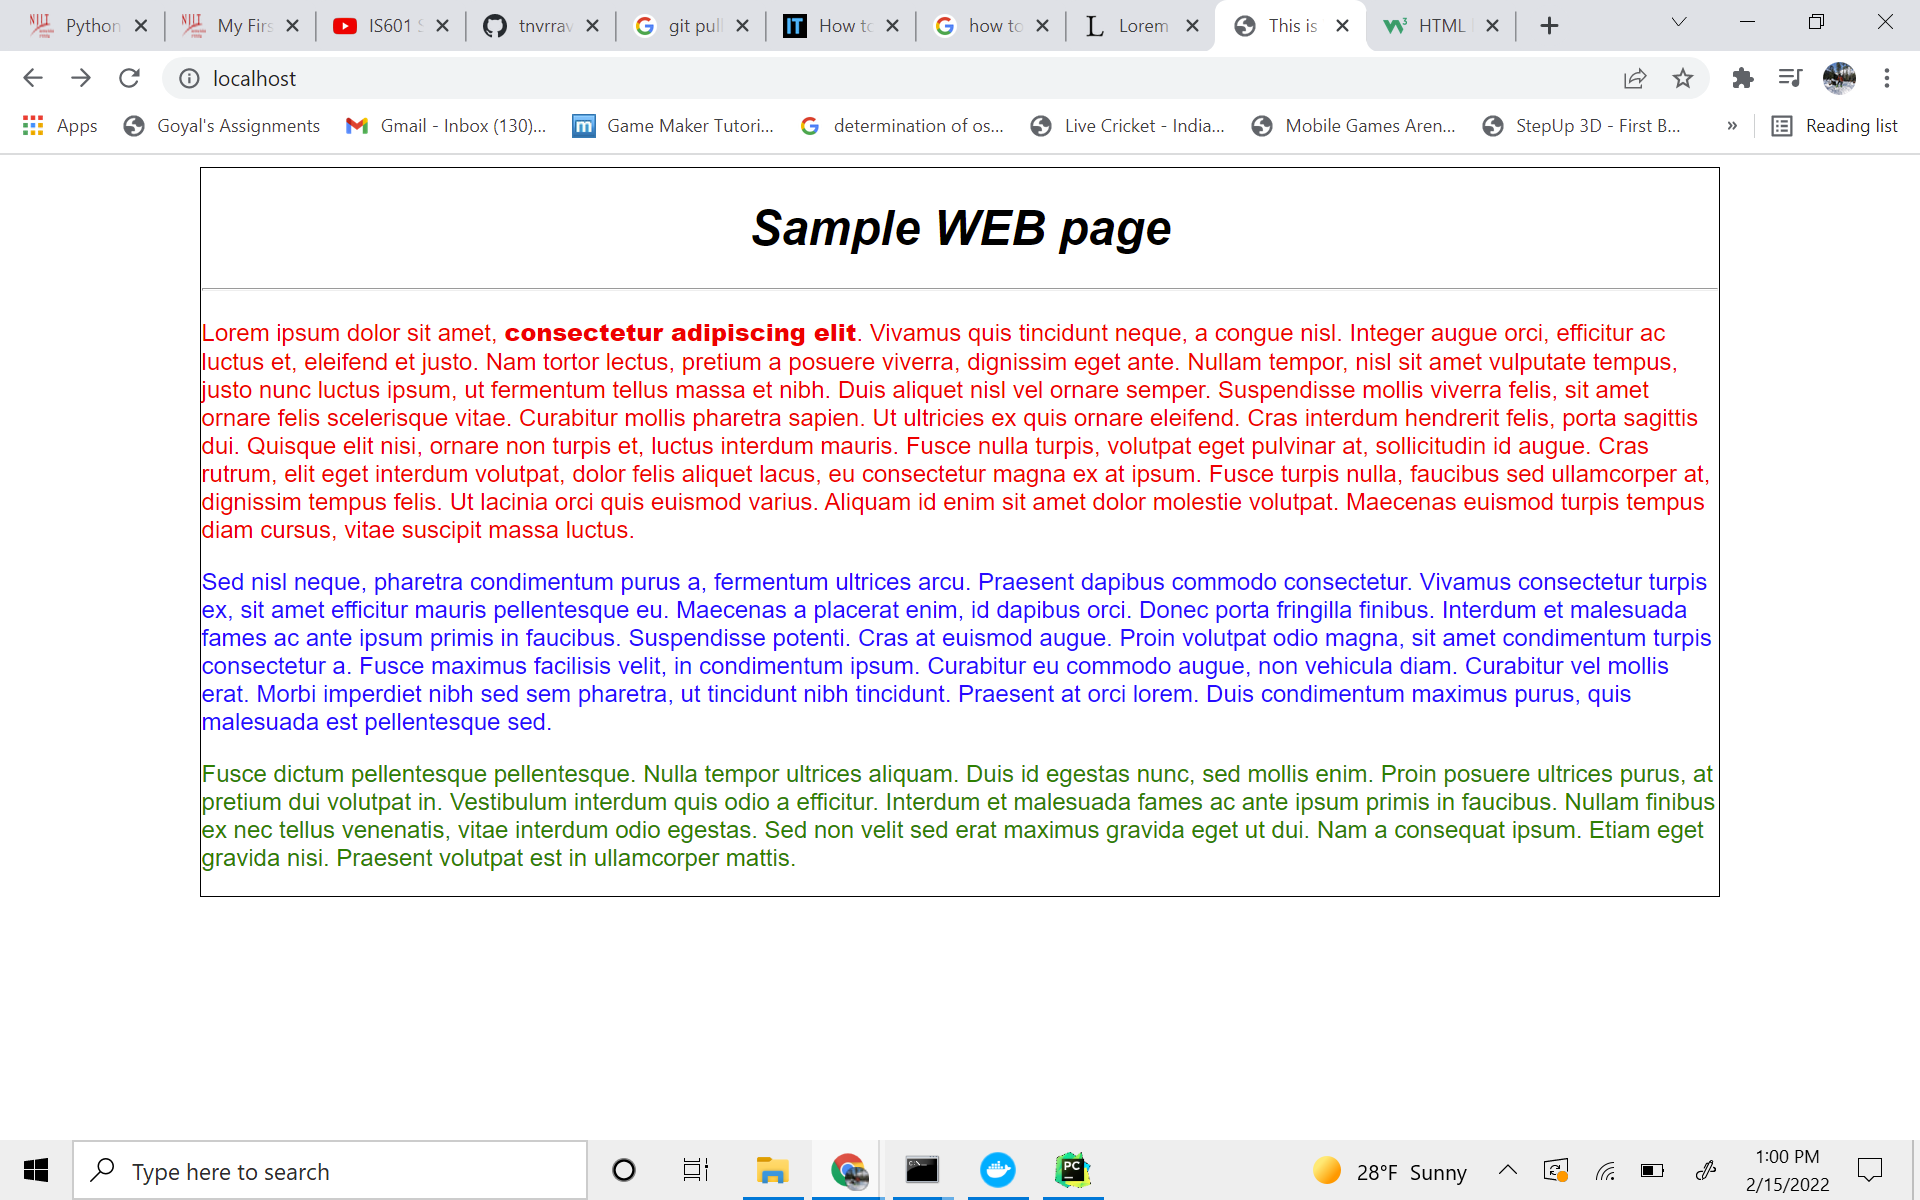 Python
My Firs
IS601 S
tnvrrav
git pull
How to
how to
Lorem
This is
HTML
localhost
Apps
Goyal's Assignments
Gmail - Inbox (130)...
Game Maker Tutori...
determination of os...
Live Cricket - India...
Mobile Games Aren...
StepUp 3D - First B...
»
Reading list
Sample WEB page
Lorem ipsum dolor sit amet, consectetur adipiscing elit. Vivamus quis tincidunt neque, a congue nisl. Integer augue orci, efficitur ac
luctus et, eleifend et justo. Nam tortor lectus, pretium a posuere viverra, dignissim eget ante. Nullam tempor, nisl sit amet vulputate tempus,
justo nunc luctus ipsum, ut fermentum tellus massa et nibh. Duis aliquet nisl vel ornare semper. Suspendisse mollis viverra felis, sit amet
ornare felis scelerisque vitae. Curabitur mollis pharetra sapien. Ut ultricies ex quis ornare eleifend. Cras interdum hendrerit felis, porta sagittis
dui. Quisque elit nisi, ornare non turpis et, luctus interdum mauris. Fusce nulla turpis, volutpat eget pulvinar at, sollicitudin id augue. Cras
rutrum, elit eget interdum volutpat, dolor felis aliquet lacus, eu consectetur magna ex at ipsum. Fusce turpis nulla, faucibus sed ullamcorper at,
dignissim tempus felis. Ut lacinia orci quis euismod varius. Aliquam id enim sit amet dolor molestie volutpat. Maecenas euismod turpis tempus
diam cursus, vitae suscipit massa luctus.
Sed nisl neque, pharetra condimentum purus a, fermentum ultrices arcu. Praesent dapibus commodo consectetur. Vivamus consectetur turpis
ex, sit amet efficitur mauris pellentesque eu. Maecenas a placerat enim, id dapibus orci. Donec porta fringilla finibus. Interdum et malesuada
fames ac ante ipsum primis in faucibus. Suspendisse potenti. Cras at euismod augue. Proin volutpat odio magna, sit amet condimentum turpis
consectetur a. Fusce maximus facilisis velit, in condimentum ipsum. Curabitur eu commodo augue, non vehicula diam. Curabitur vel mollis
erat. Morbi imperdiet nibh sed sem pharetra, ut tincidunt nibh tincidunt. Praesent at orci lorem. Duis condimentum maximus purus, quis
malesuada est pellentesque sed.
Fusce dictum pellentesque pellentesque. Nulla tempor ultrices aliquam. Duis id egestas nunc, sed mollis enim. Proin posuere ultrices purus, at
pretium dui volutpat in. Vestibulum interdum quis odio a efficitur. Interdum et malesuada fames ac ante ipsum primis in faucibus. Nullam finibus
ex nec tellus venenatis, vitae interdum odio egestas. Sed non velit sed erat maximus gravida eget ut dui. Nam a consequat ipsum. Etiam eget
gravida nisi. Praesent volutpat est in ullamcorper mattis.
Type here to search
PC
28°F Sunny
1:00 PM
2/15/2022